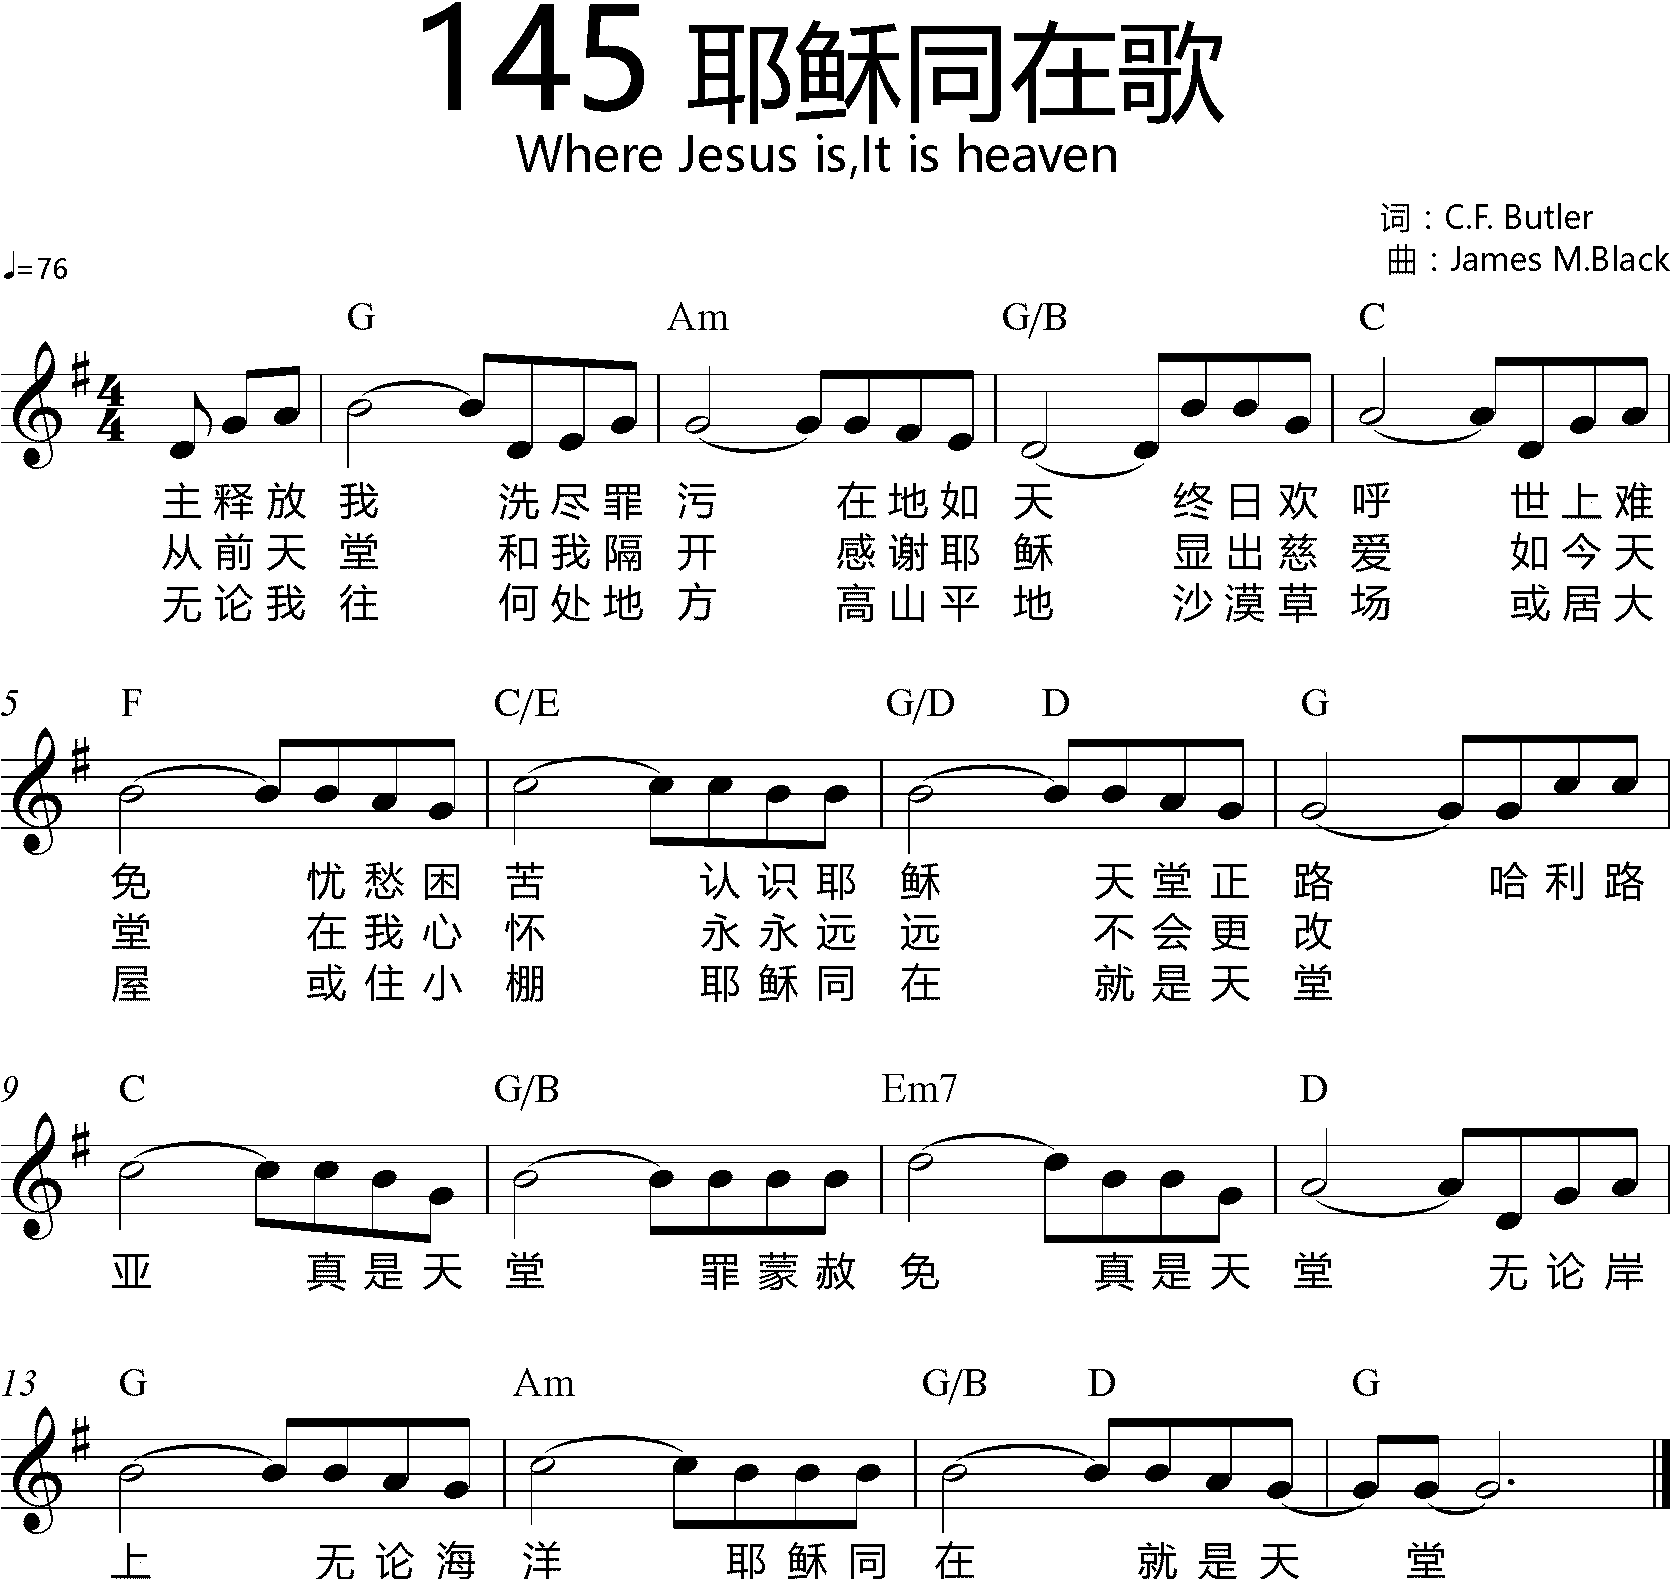 145 耶稣同在歌
Where Jesus is,It is heaven
词：C.F. Butler
曲：James M.Black
♩=76
G Am G/B C
4
4
主释放我 洗尽罪污 在地如天 终日欢呼 世上难
从前天堂 和我隔开 感谢耶稣 显出慈爱 如今天
无论我往 何处地方 高山平地 沙漠草场 或居大
5 F C/E G/D D G
免 忧愁困苦 认识耶稣 天堂正路 哈利路
堂 在我心怀 永永远远 不会更改
屋 或住小棚 耶稣同在 就是天堂
9 C G/B Em7 D
亚 真是天堂 罪蒙赦免 真是天堂 无论岸
13 G Am G/B D G
上 无论海洋 耶稣同在 就是天堂